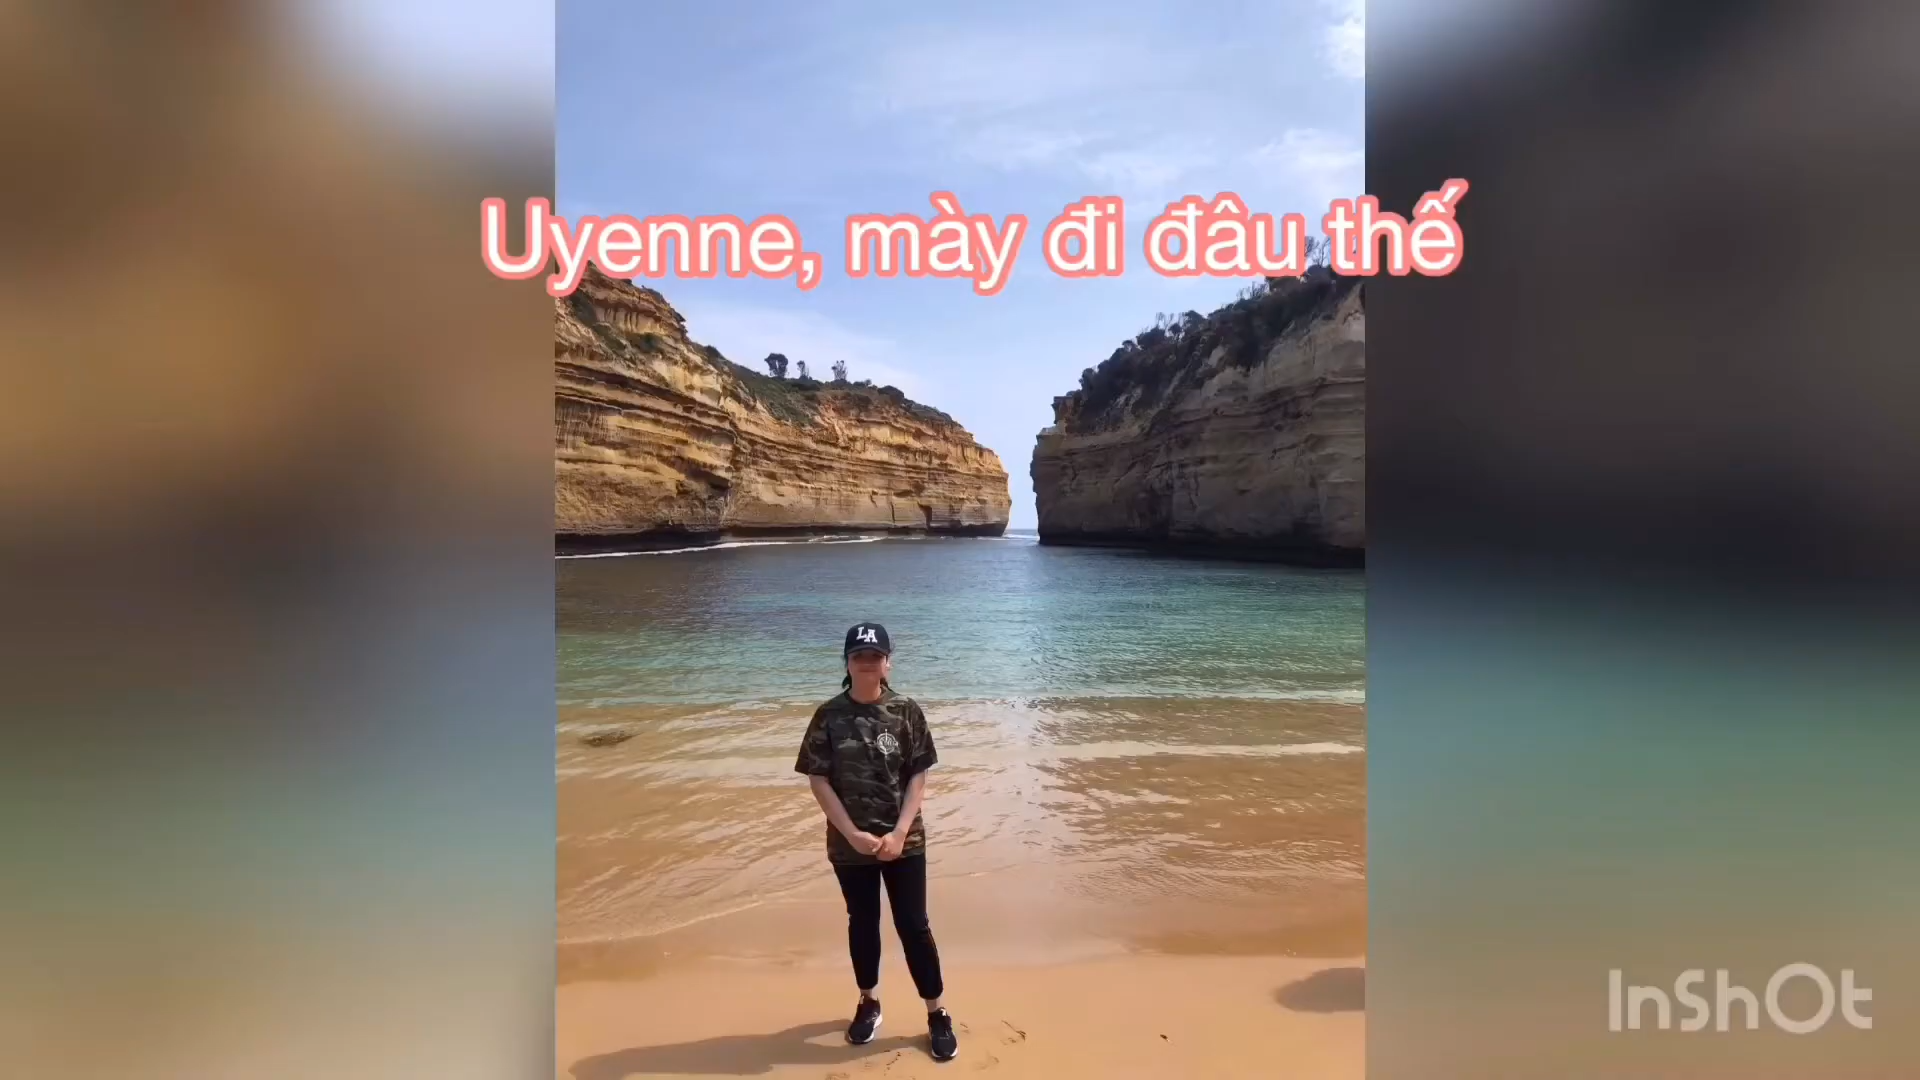 Uyenne, mày đi đâu thế
LA
InShOt